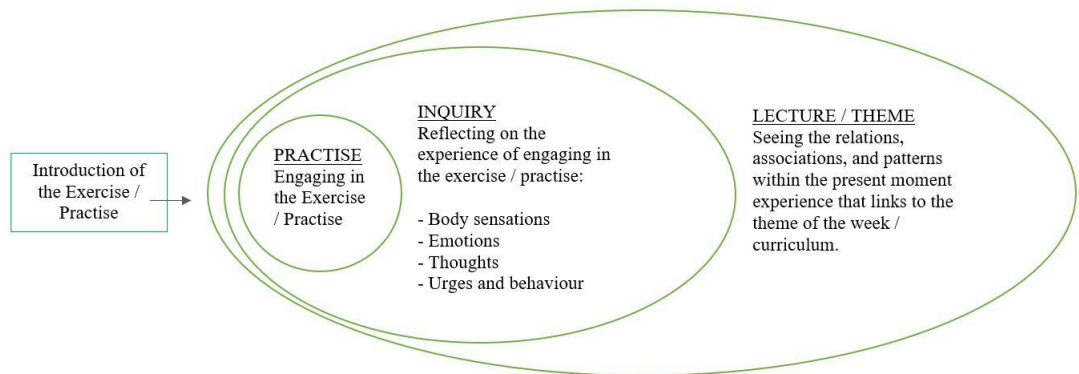 Introduction of
the Exercise /
Practise
PRACTISE
Engaging in
the Exercise
/ Practise
INQUIRY
Reflecting on the
experience of engaging in
the exercise / practise:
- Body sensations
- Emotions
- Thoughts
- Urges and behaviour
LECTURE / THEME
Seeing the relations,
associations, and patterns
within the present moment
experience that links to the
theme of the week /
curriculum.